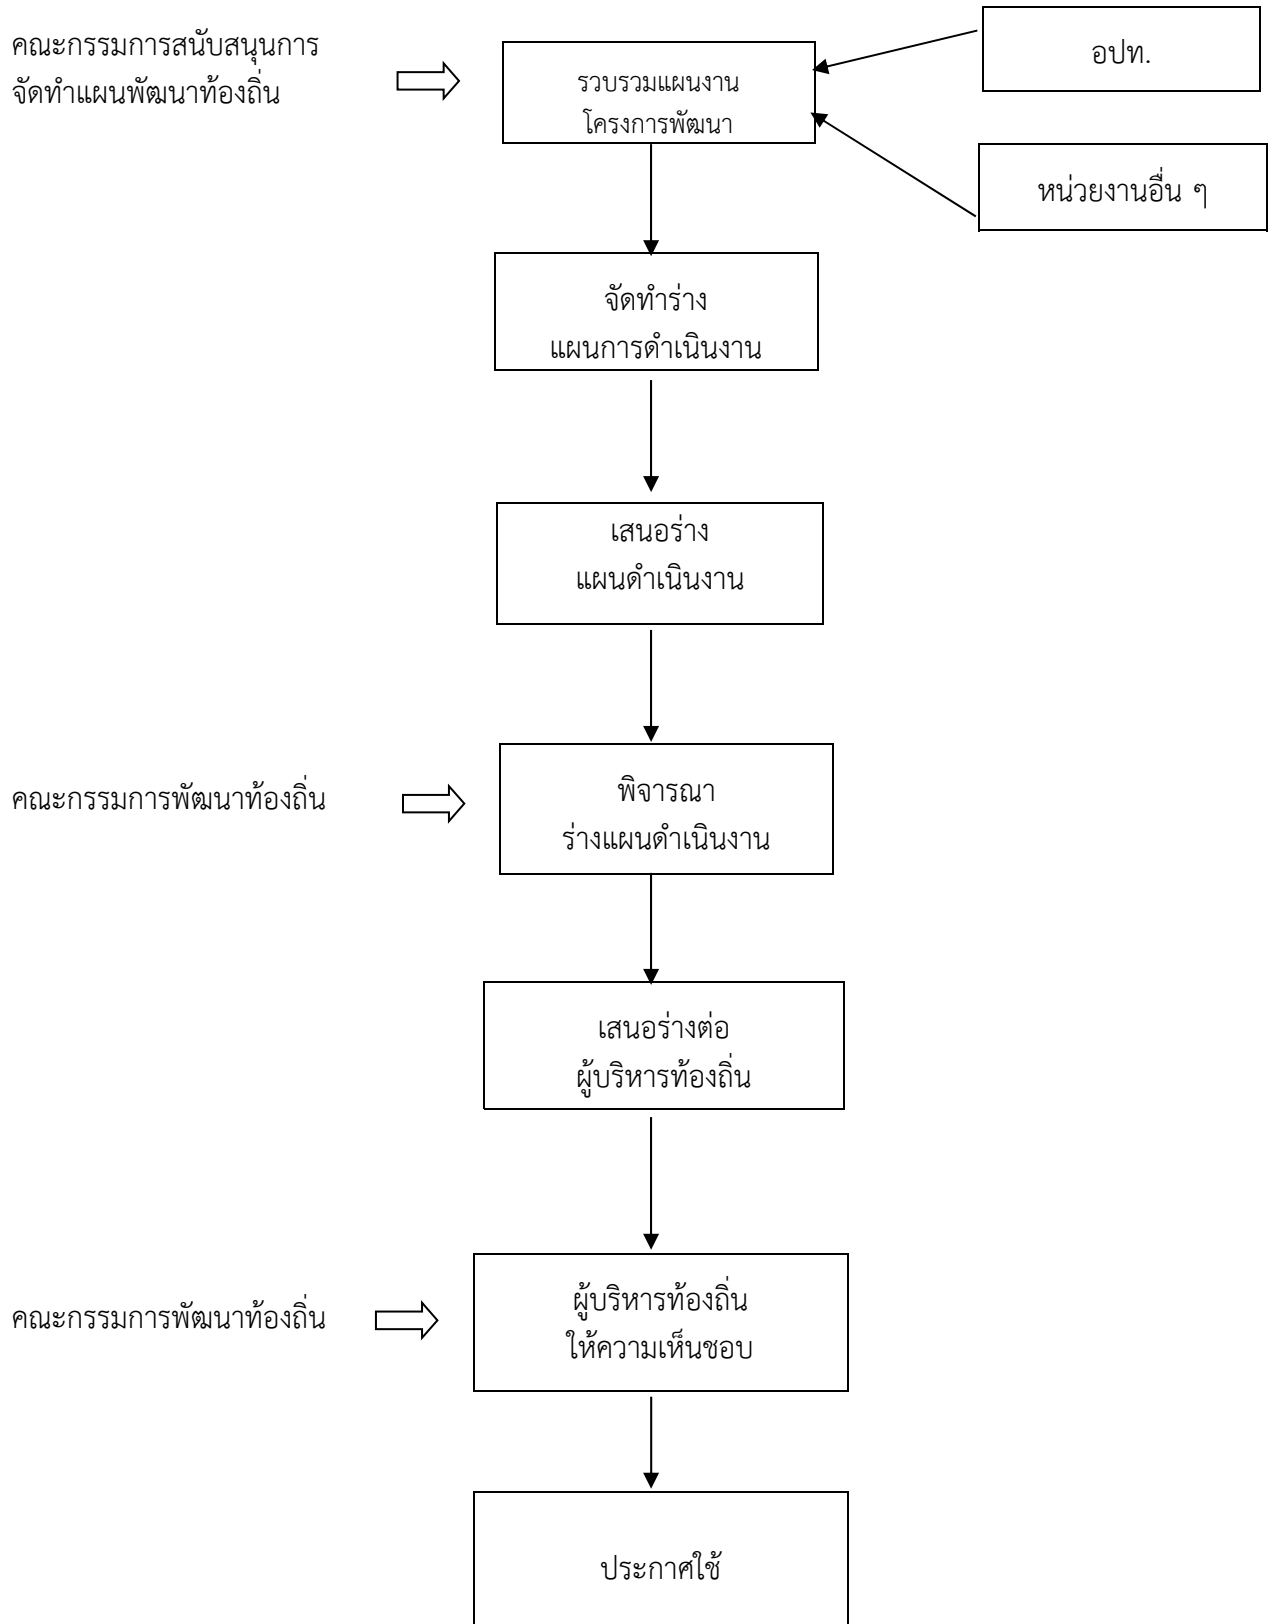 คณะกรรมการสนับสนุนการ
จัดทำแผนพัฒนาท้องถิ่น
รวบรวมแผนงาน
โครงการพัฒนา
อปท.
หน่วยงานอื่น ๆ
จัดทำร่าง
แผนการดำเนินงาน
เสนอร่าง
แผนดำเนินงาน
คณะกรรมการพัฒนาท้องถิ่น
พิจารณา
ร่างแผนดำเนินงาน
เสนอร่างต่อ
ผู้บริหารท้องถิ่น
คณะกรรมการพัฒนาท้องถิ่น
ผู้บริหารท้องถิ่น
ให้ความเห็นชอบ
ประกาศใช้